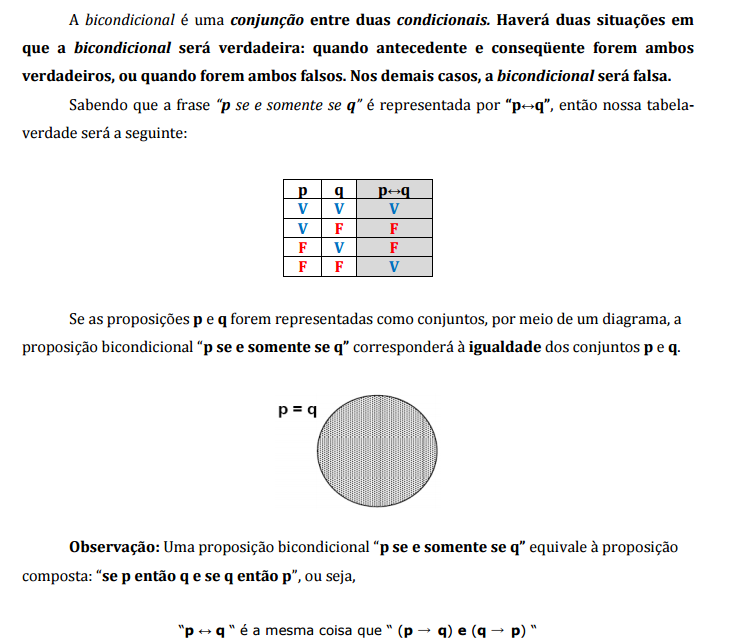 A bicondicional é uma conjunção entre duas condicionais. Haverá duas situações em
que a bicondicional será verdadeira: quando antecedente e conseqüente forem ambos
verdadeiros, ou quando forem ambos falsos. Nos demais casos, a bicondicional será falsa.
Sabendo que a frase “p se e somente se q” é representada por “p↔q”, então nossa tabela-
verdade será a seguinte:
p q p↔q
V V V
V F F
F V F
F F V
Se as proposições p e q forem representadas como conjuntos, por meio de um diagrama, a
proposição bicondicional “p se e somente se q” corresponderá à igualdade dos conjuntos p e q.
p = q
Observação: Uma proposição bicondicional “p se e somente se q” equivale à proposição
composta: “se p então q e se q então p”, ou seja,
“p ↔ q “ é a mesma coisa que “ (p → q) e (q → p) “